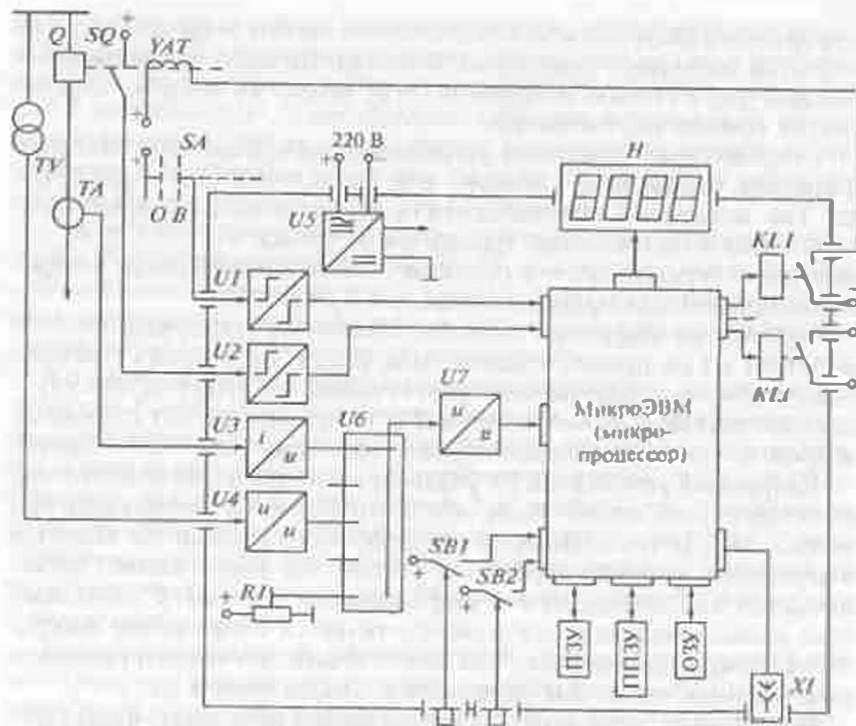 Q
SQ
+
YAT
−
+
+
SA
О В
TV
TA
220 В
+
−
U5
H
KL1
U1
U2
U3
i
u
U4
u
u
U6
U7
u
u
МикроЭВМ
(микро-
процессор)
SB1
+
SB2
+
+
R1
ПЗУ
ППЗУ
ОЗУ
X1